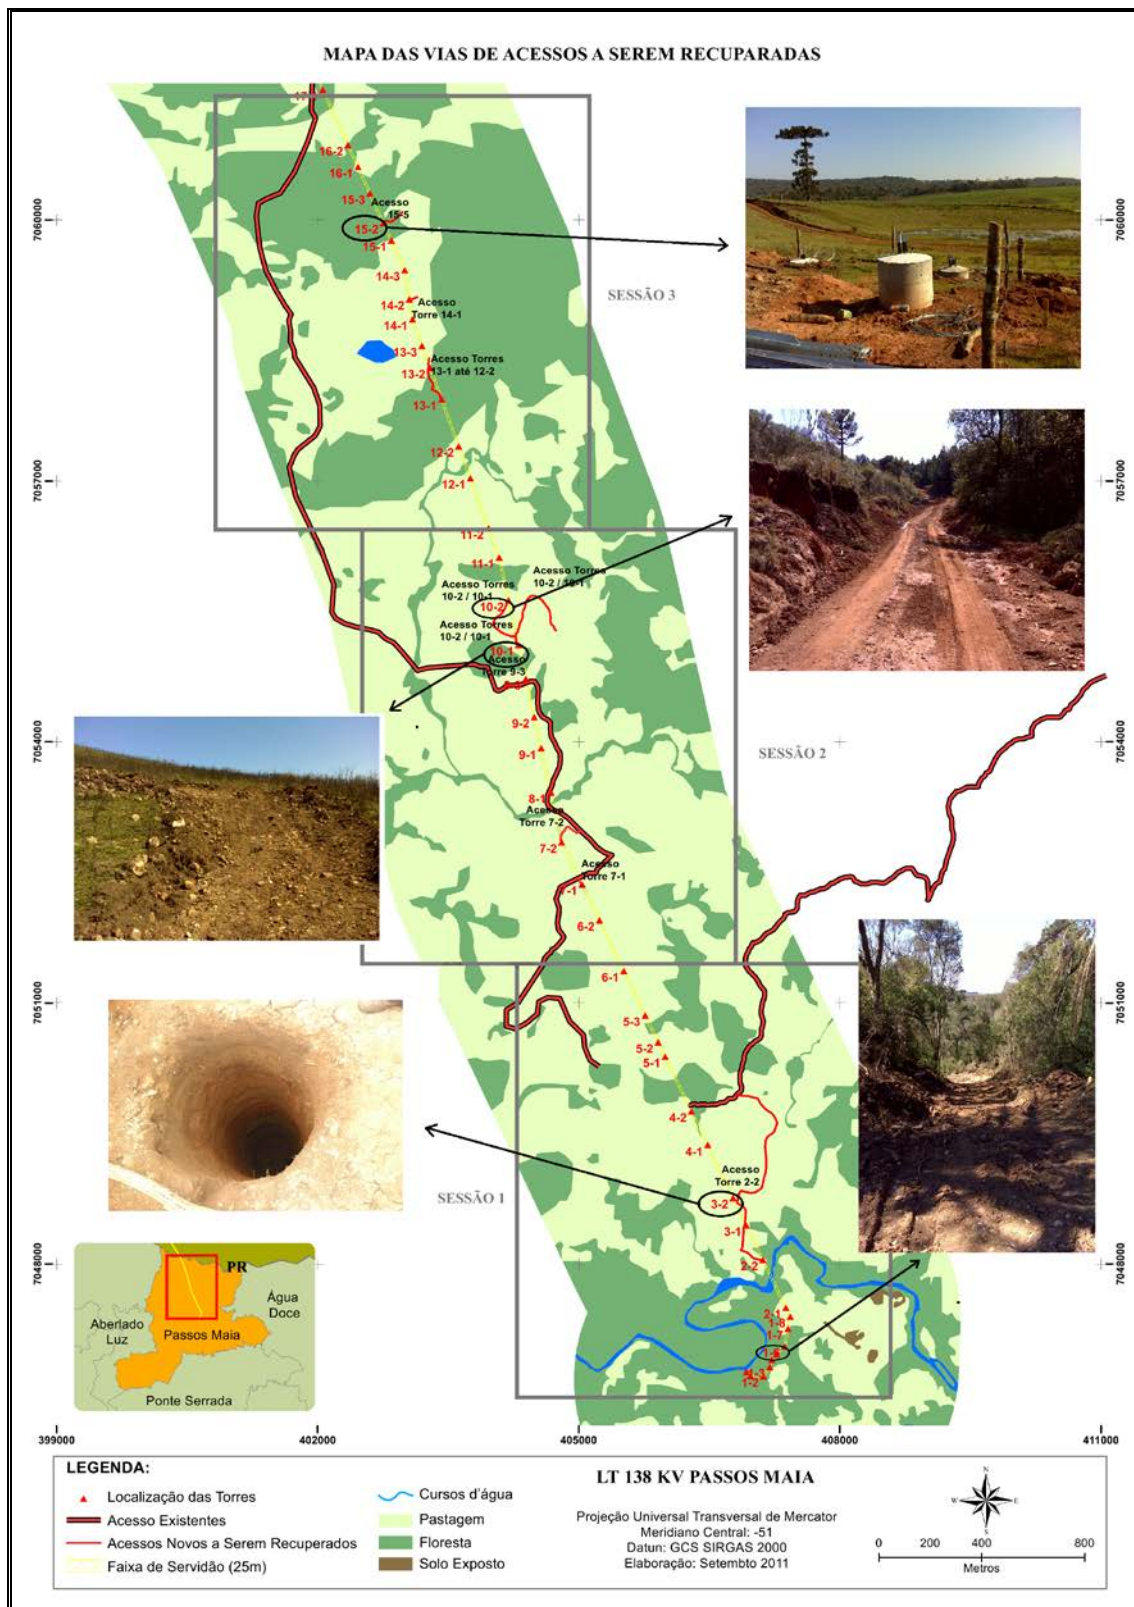 MAPA DAS VIAS DE ACESSOS A SEREM RECUPARADAS
17
16-2
16-1
15-3
Acesso
15-5
15-2
15-1
14-3
14-2
Acesso
Torre 14-1
14-1
13-3
Acesso Torres
13-1 até 12-2
13-2
13-1
12-2
12-1
11-2
11-1
SESSÃO 3
Acesso Torres
10-2 / 10-1
Acesso Torres
10-2 / 10-1
10-2
Acesso Torres
10-2 / 10-1
10-1
Acesso
Torre 9-3
9-2
9-1
SESSÃO 2
8-1
Acesso
Torre 7-2
7-2
Acesso
Torre 7-1
7-1
6-2
6-1
5-3
5-2
5-1
4-2
4-1
Acesso
Torre 2-2
SESSÃO 1
3-2
3-1
2-2
2-1
1-8
1-7
1-6
1-2
7060000
7057000
7054000
7051000
7048000
7060000
7057000
7054000
7051000
7048000
PR
Água
Doce
Aberlado
Luz
Passos Maia
Ponte Serrada
399000
402000
405000
408000
411000
LEGENDA:
Localização das Torres
Acesso Existentes
Acessos Novos a Serem Recuperados
Faixa de Servidão (25m)
Cursos d'água
Pastagem
Floresta
Solo Exposto
LT 138 KV PASSOS MAIA
Projeção Universal Transversal de Mercator
Meridiano Central: -51
Datun: GCS SIRGAS 2000
Elaboração: Setembto 2011
N
W
E
S
0 200 400 800
Metros